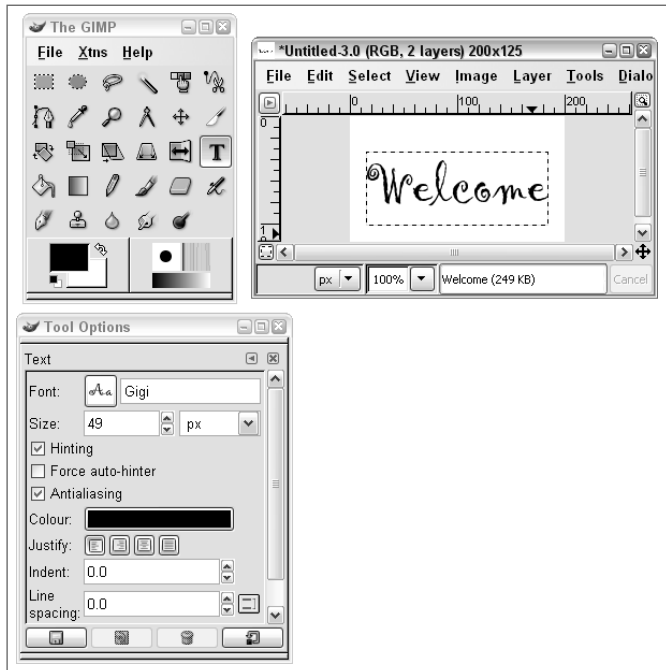 The GIMP
File Xtns Help
T
*Untitled-3.0 (RGB, 2 layers) 200x125
File Edit Select View Image Layer Tools Dialo
0 100 200
0
1
Welcome
px 100% Welcome (249 KB) Cancel
Tool Options
Text
Font: Aa Gigi
Size: 49 px
Hinting
Force auto-hinter
Antialiasing
Colour:
Justify:
Indent: 0.0
Line
spacing: 0.0